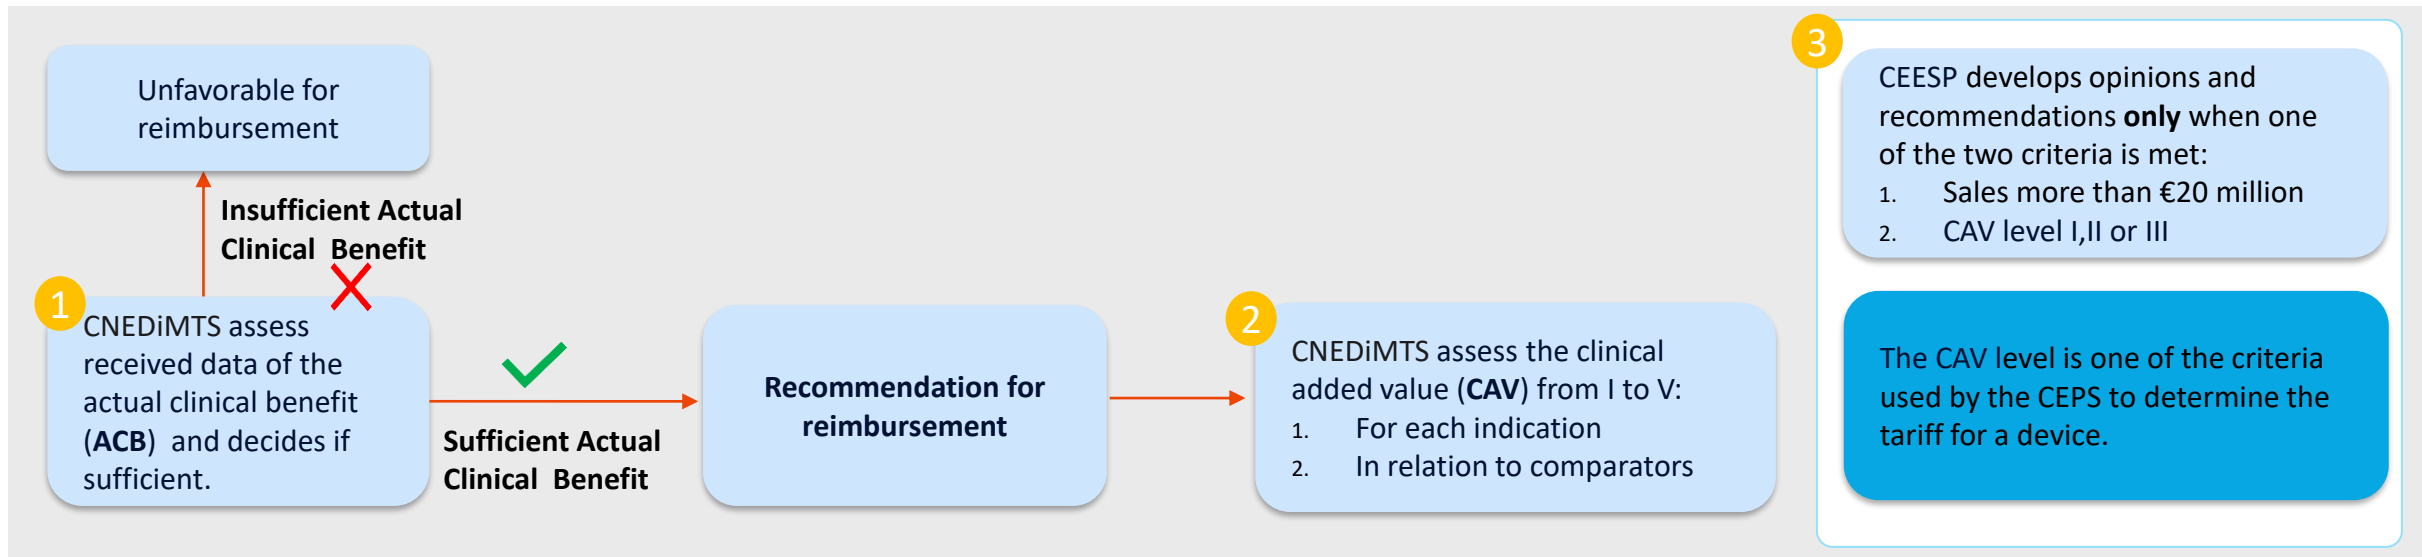 Unfavorable for
reimbursement
Insufficient Actual
Clinical Benefit
1
CNEDiMTS assess
received data of the
actual clinical benefit
(ACB) and decides if
sufficient.
Sufficient Actual
Clinical Benefit
Recommendation for
reimbursement
2
CNEDiMTS assess the clinical
added value (CAV) from I to V:
1. For each indication
2. In relation to comparators
3
CEESP develops opinions and
recommendations only when one
of the two criteria is met:
1. Sales more than €20 million
2. CAV level I,II or III
The CAV level is one of the criteria
used by the CEPS to determine the
tariff for a device.